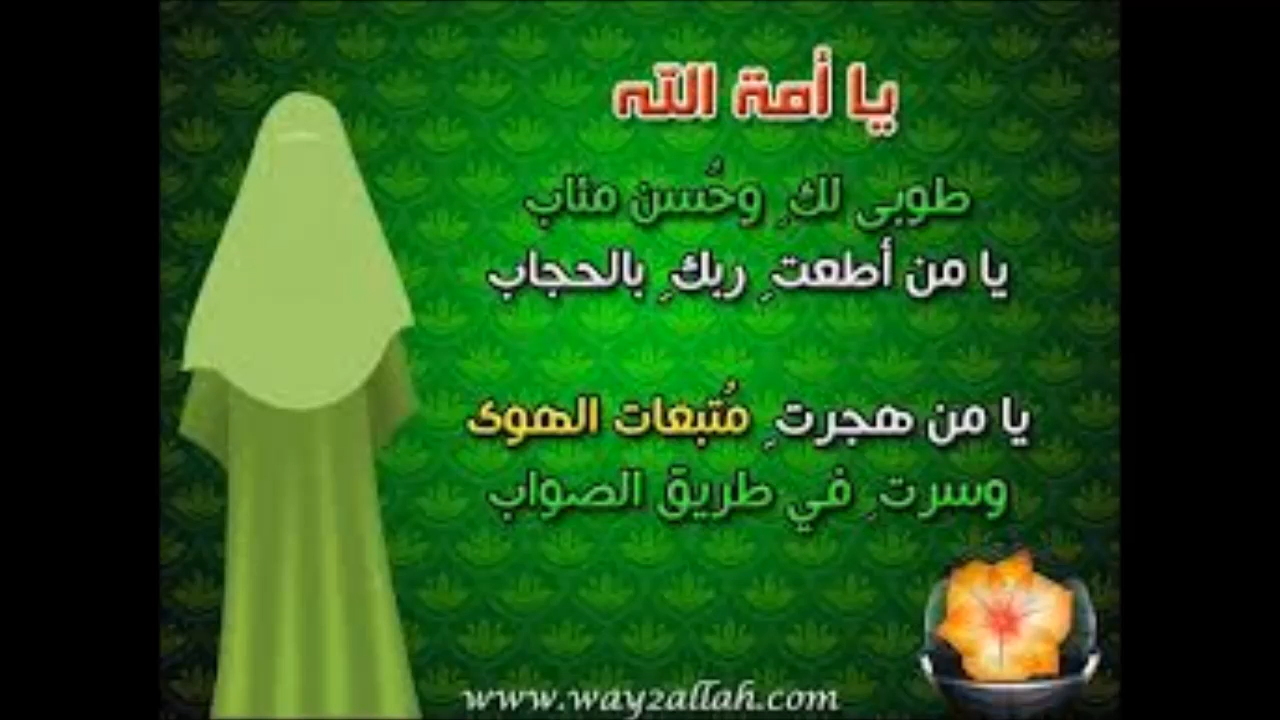 يا أمة الله
طوبى لكِ وحُسن مئاب
يا من أطعتِ ربكِ بالحجاب
يا من هجرتِ مُتبعات الهوى
وسرتِ في طريق الصواب
www.way2allah.com